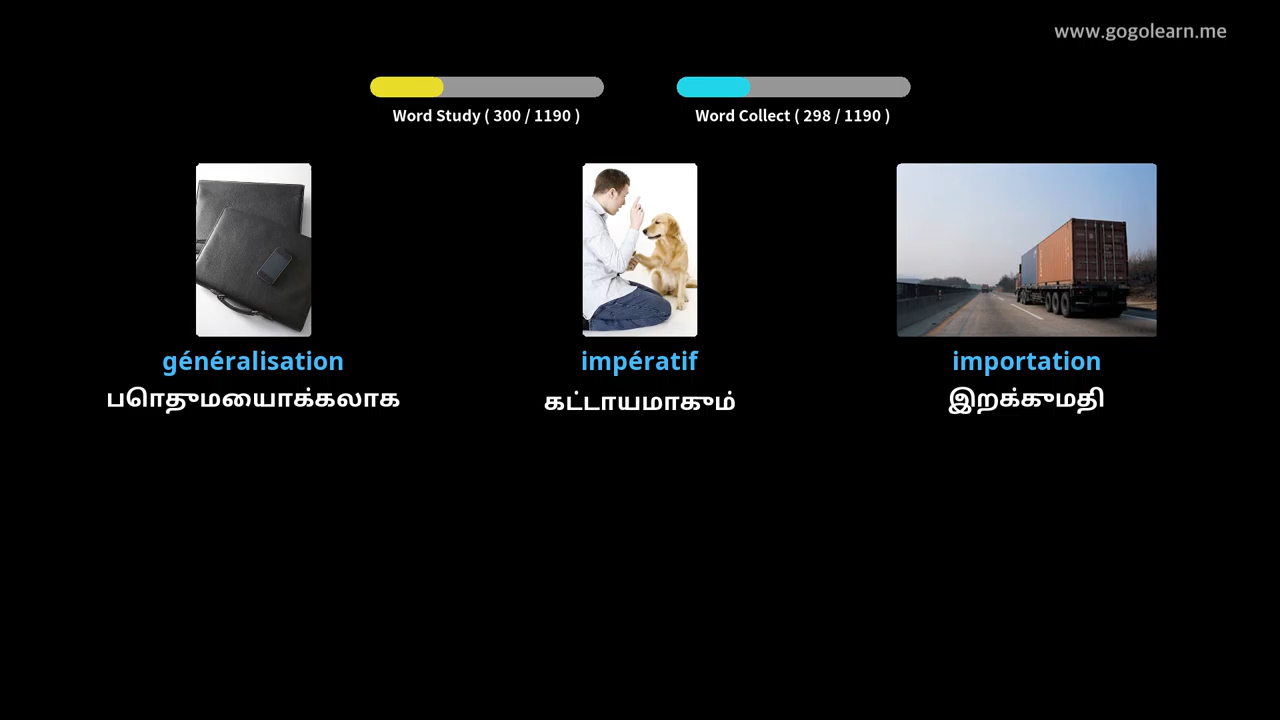 www.gogolearn.me
Word Study ( 300 / 1190 )
Word Collect ( 298 / 1190 )
généralisation
impératif
importation
பொதுமையாக்கலாக
கட்டாயமாகும்
இறக்குமதி